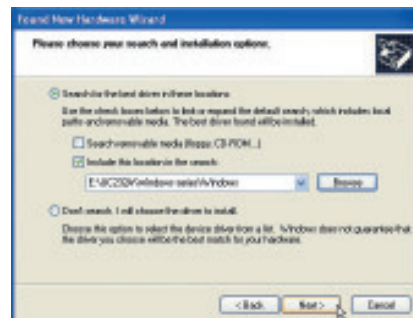 Found New Hardware Wizard
Please choose your search and installation options.
Search for the best driver in these locations.
Use the check boxes below to limit or expand the default search, which includes local
paths and removable media. The best driver found will be installed.
Search removable media (floppy, CD-ROM...)
Include this location in the search:
Browse
Don't search. I will choose the driver to install.
Choose this option to select the device driver from a list. Windows does not guarantee that
the driver you choose will be the best match for your hardware.
< Back
Next >
Cancel